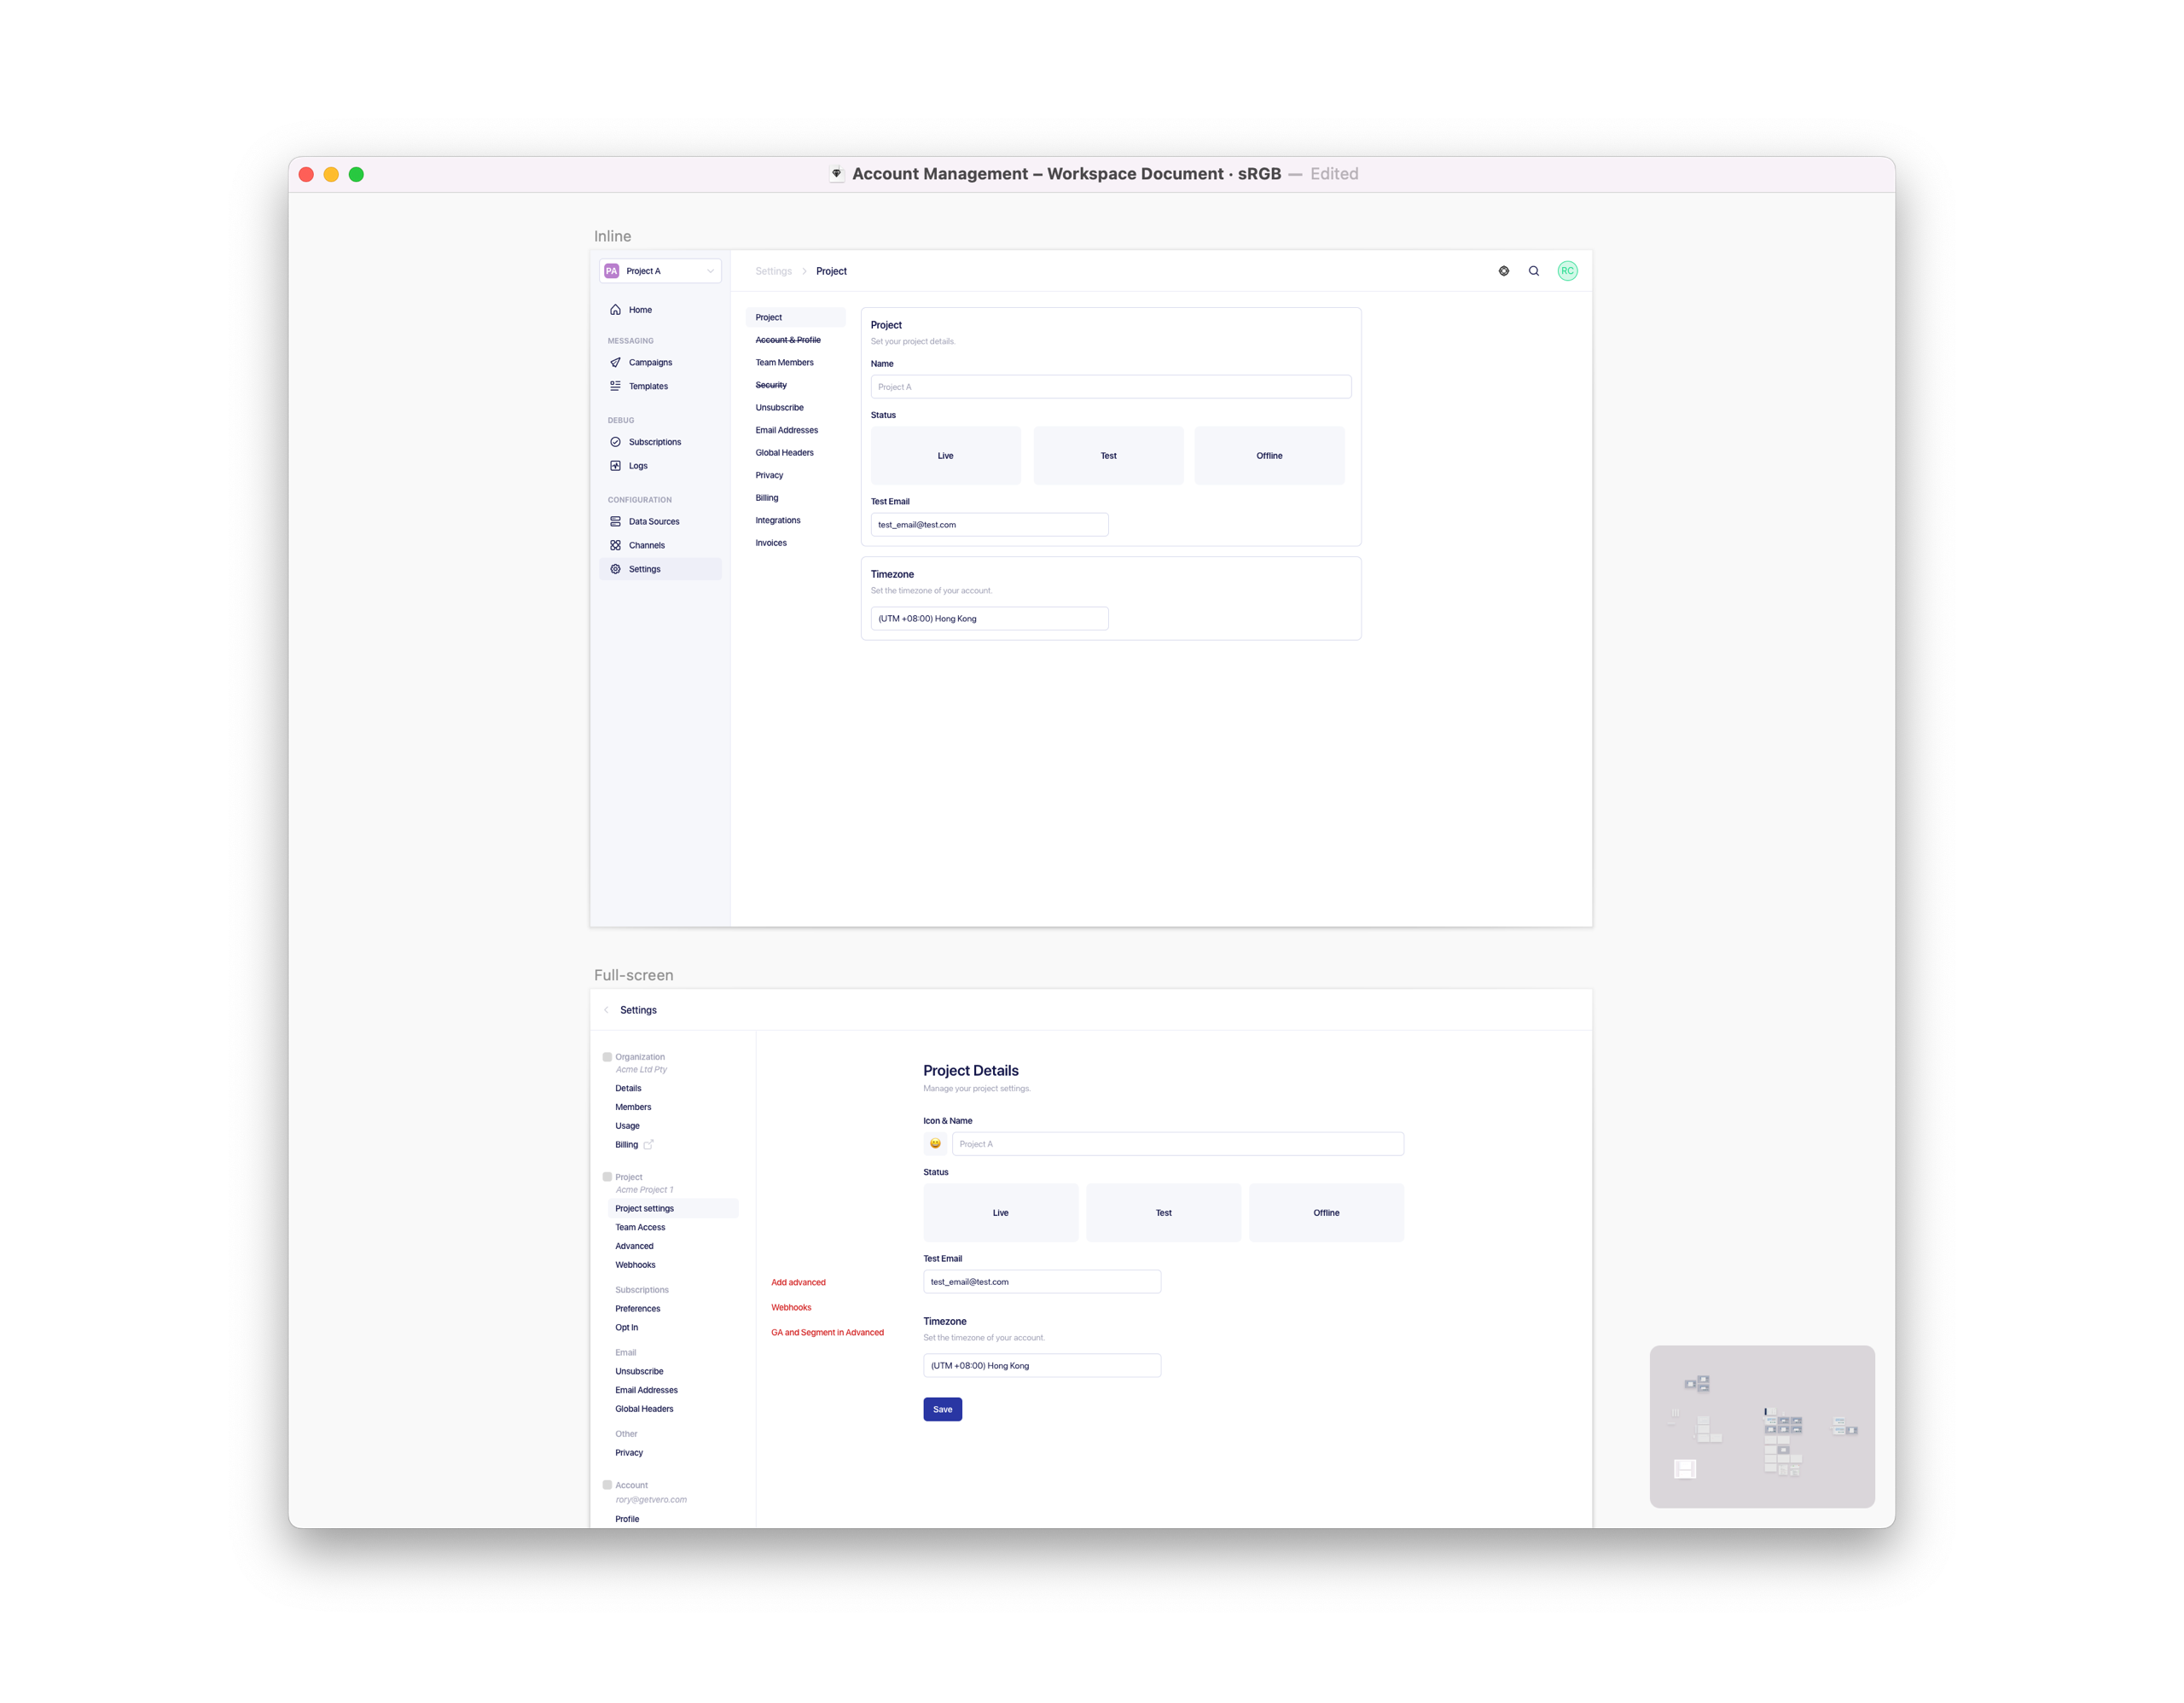 Account Management – Workspace Document · sRGB — Edited
Inline
PA Project A
Settings > Project
RC
Home
MESSAGING
Campaigns
Templates
DEBUG
Subscriptions
Logs
CONFIGURATION
Data Sources
Channels
Settings
Project
Account & Profile
Team Members
Security
Unsubscribe
Email Addresses
Global Headers
Privacy
Billing
Integrations
Invoices
Project
Set your project details.
Name
Project A
Status
Live
Test
Offline
Test Email
test_email@test.com
Timezone
Set the timezone of your account.
(UTM +08:00) Hong Kong
Full-screen
Settings
Organization
Acme Ltd Pty
Details
Members
Usage
Billing
Project
Acme Project 1
Project settings
Team Access
Advanced
Webhooks
Subscriptions
Preferences
Opt In
Email
Unsubscribe
Email Addresses
Global Headers
Other
Privacy
Account
rory@getvero.com
Profile
Add advanced
Webhooks
GA and Segment in Advanced
Project Details
Manage your project settings.
Icon & Name
Project A
Status
Live
Test
Offline
Test Email
test_email@test.com
Timezone
Set the timezone of your account.
(UTM +08:00) Hong Kong
Save